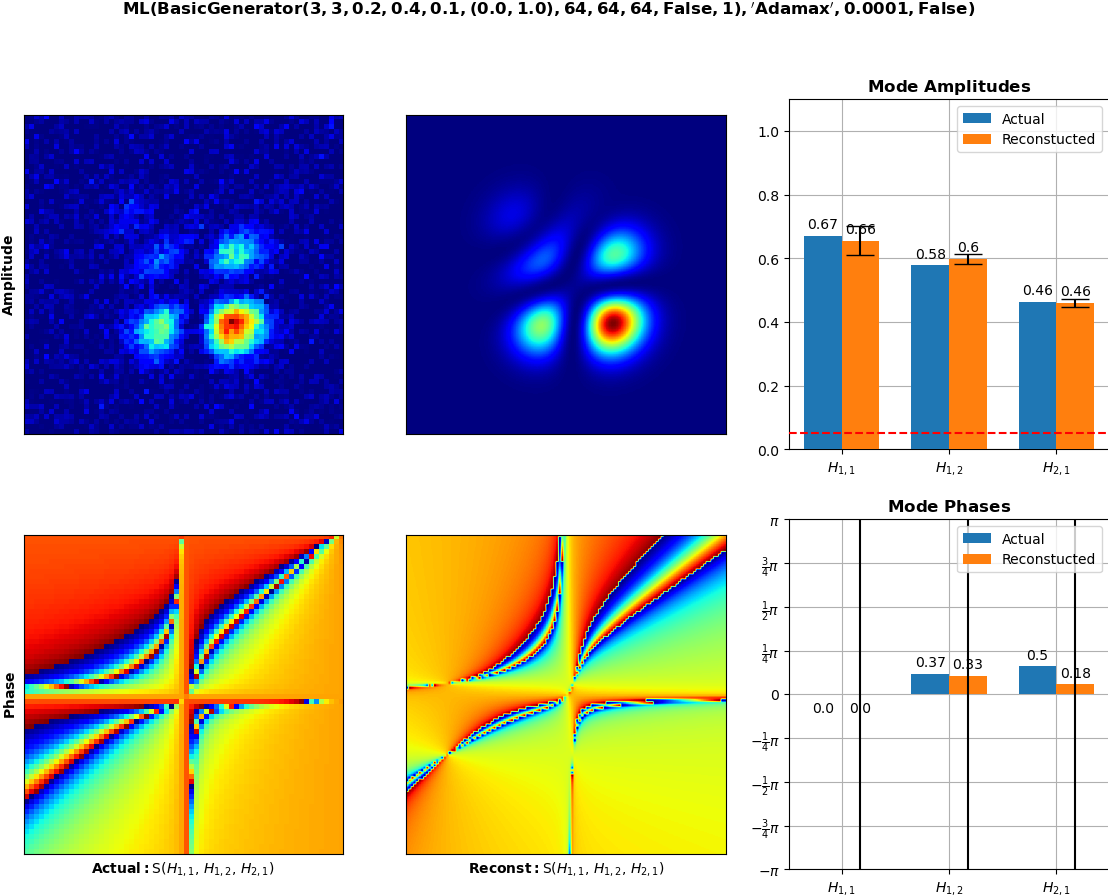 ML(BasicGenerator(3, 3, 0.2, 0.4, 0.1, (0.0, 1.0), 64, 64, 64, False, 1), ′Adamax′, 0.0001, False)
Amplitude
Mode Amplitudes
Actual
Reconstucted
1.0
0.8
0.6
0.4
0.2
0.0
0.67 0.66
0.58 0.6
0.46 0.46
H1,1 H1,2 H2,1
Phase
Actual: S(H1,1, H1,2, H2,1)
Reconst: S(H1,1, H1,2, H2,1)
Mode Phases
Actual
Reconstucted
π
3/4π
1/2π
1/4π
0
−1/4π
−1/2π
−3/4π
−π
0.0 0.0
0.37 0.33
0.5 0.18
H1,1 H1,2 H2,1